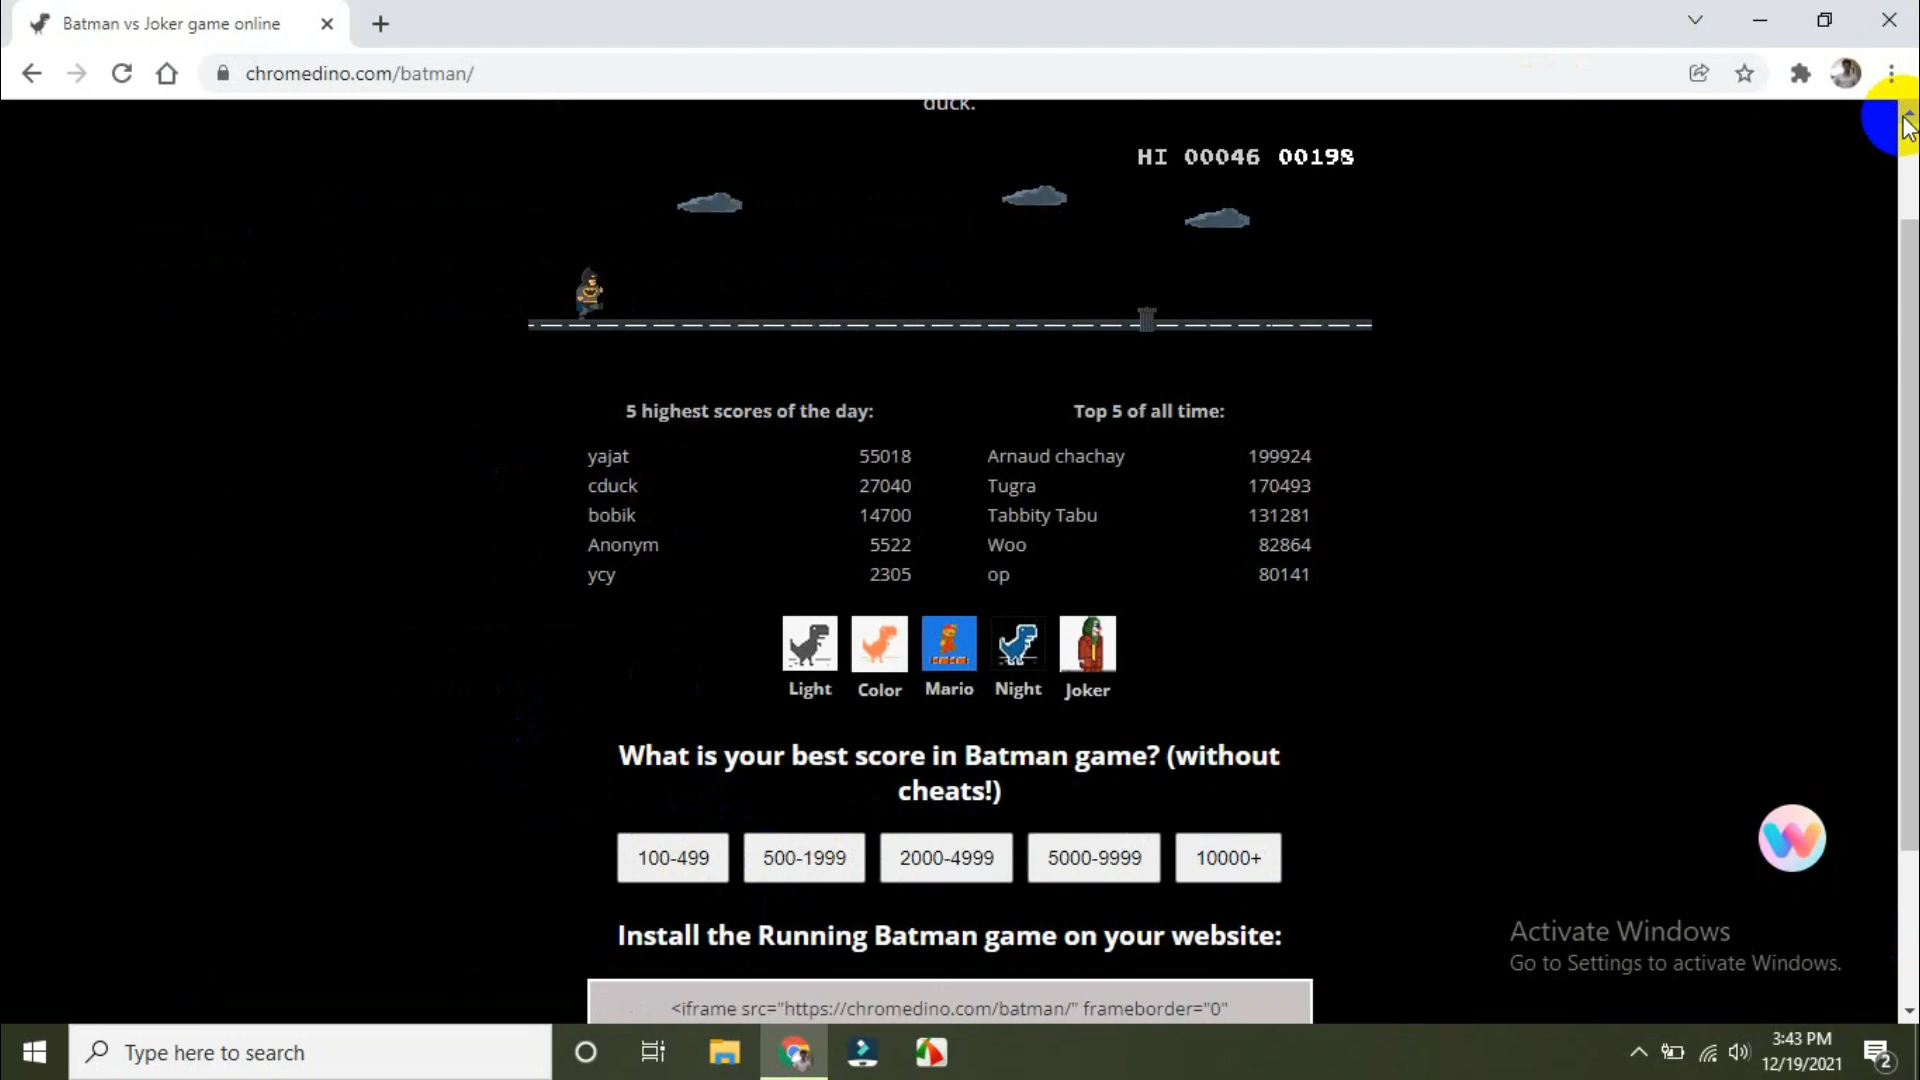 Batman vs Joker game online
chromedino.com/batman/
duck.
HI 00046 00198
5 highest scores of the day:
yajat 55018
cduck 27040
bobik 14700
Anonym 5522
ycy 2305
Top 5 of all time:
Arnaud chachay 199924
Tugra 170493
Tabbity Tabu 131281
Woo 82864
op 80141
Light Color Mario Night Joker
What is your best score in Batman game? (without
cheats!)
100-499 500-1999 2000-4999 5000-9999 10000+
Install the Running Batman game on your website:
<iframe src="https://chromedino.com/batman/" frameborder="0"
Activate Windows
Go to Settings to activate Windows.
Type here to search
3:43 PM
12/19/2021
2